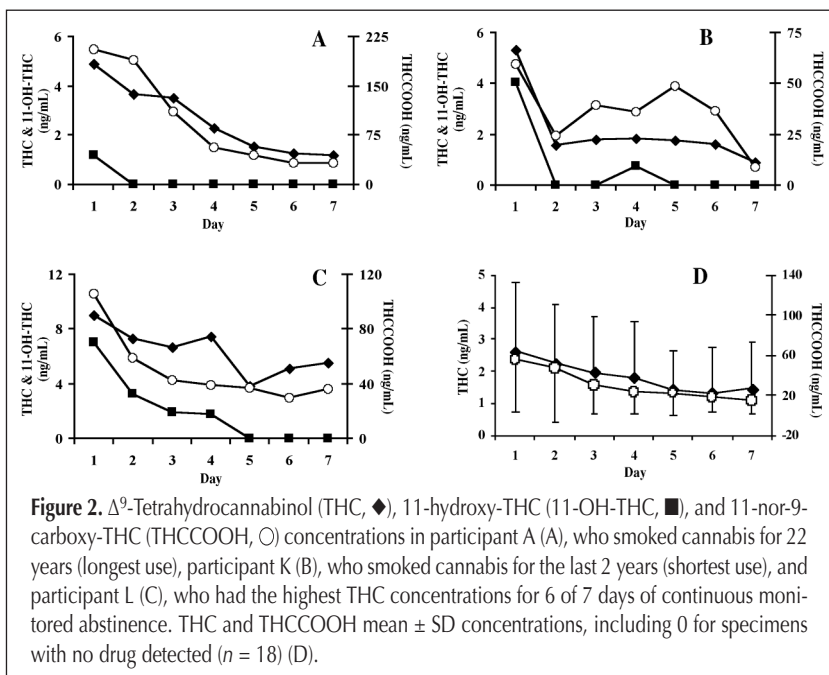 A
6
4
2
0
THC & 11-OH-THC
(ng/mL)
225
150
75
0
THCCOOH (ng/mL)
1 2 3 4 5 6 7
Day
B
6
4
2
0
THC & 11-OH-THC
(ng/mL)
75
50
25
0
THCCOOH (ng/mL)
1 2 3 4 5 6 7
Day
C
12
9
6
3
0
THC & 11-OH-THC
(ng/mL)
120
80
40
0
THCCOOH (ng/mL)
1 2 3 4 5 6 7
Day
D
5
4
3
2
1
0
THC (ng/mL)
140
100
60
20
-20
THCCOOH (ng/mL)
1 2 3 4 5 6 7
Day
Figure 2. Δ⁹-Tetrahydrocannabinol (THC, ◆), 11-hydroxy-THC (11-OH-THC, ■), and 11-nor-9-
carboxy-THC (THCCOOH, ○) concentrations in participant A (A), who smoked cannabis for 22
years (longest use), participant K (B), who smoked cannabis for the last 2 years (shortest use), and
participant L (C), who had the highest THC concentrations for 6 of 7 days of continuous moni-
tored abstinence. THC and THCCOOH mean ± SD concentrations, including 0 for specimens
with no drug detected (n = 18) (D).